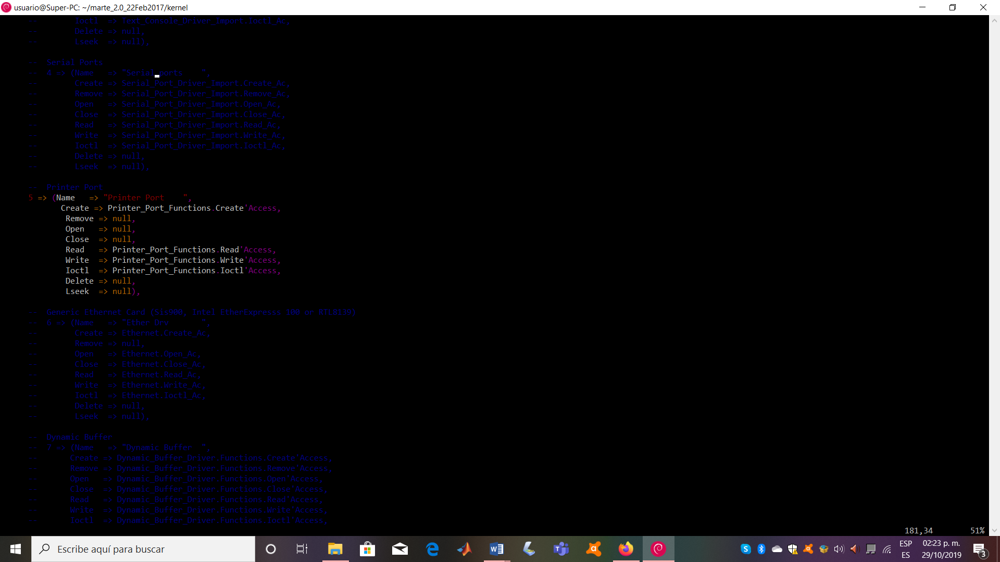 usuario@Super-PC: ~/marte_2.0_22Feb2017/kernel
--        Ioctl  => Text_Console_Driver_Import.Ioctl_Ac,
--        Delete => null,
--        Lseek  => null),
--  Serial Ports
--  4 => (Name   => "Serial ports    ",
--        Create => Serial_Port_Driver_Import.Create_Ac,
--        Remove => Serial_Port_Driver_Import.Remove_Ac,
--        Open   => Serial_Port_Driver_Import.Open_Ac,
--        Close  => Serial_Port_Driver_Import.Close_Ac,
--        Read   => Serial_Port_Driver_Import.Read_Ac,
--        Write  => Serial_Port_Driver_Import.Write_Ac,
--        Ioctl  => Serial_Port_Driver_Import.Ioctl_Ac,
--        Delete => null,
--        Lseek  => null),
--  Printer Port
5 => (Name   => "Printer Port    ",
       Create => Printer_Port_Functions.Create'Access,
        Remove => null,
        Open   => null,
        Close  => null,
        Read   => Printer_Port_Functions.Read'Access,
        Write  => Printer_Port_Functions.Write'Access,
        Ioctl  => Printer_Port_Functions.Ioctl'Access,
        Delete => null,
        Lseek  => null),
--  Generic Ethernet Card (Sis900, Intel EtherExpresss 100 or RTL8139)
--  6 => (Name   => "Ether Drv       ",
--        Create => Ethernet.Create_Ac,
--        Remove => null,
--        Open   => Ethernet.Open_Ac,
--        Close  => Ethernet.Close_Ac,
--        Read   => Ethernet.Read_Ac,
--        Write  => Ethernet.Write_Ac,
--        Ioctl  => Ethernet.Ioctl_Ac,
--        Delete => null,
--        Lseek  => null),
--  Dynamic Buffer
--  7 => (Name   => "Dynamic Buffer  ",
--       Create => Dynamic_Buffer_Driver.Functions.Create'Access,
--       Remove => Dynamic_Buffer_Driver.Functions.Remove'Access,
--       Open   => Dynamic_Buffer_Driver.Functions.Open'Access,
--       Close  => Dynamic_Buffer_Driver.Functions.Close'Access,
--       Read   => Dynamic_Buffer_Driver.Functions.Read'Access,
--       Write  => Dynamic_Buffer_Driver.Functions.Write'Access,
--       Ioctl  => Dynamic_Buffer_Driver.Functions.Ioctl'Access,
181,34        51%
Escribe aquí para buscar
ESP
ES
02:23 p. m.
29/10/2019
3